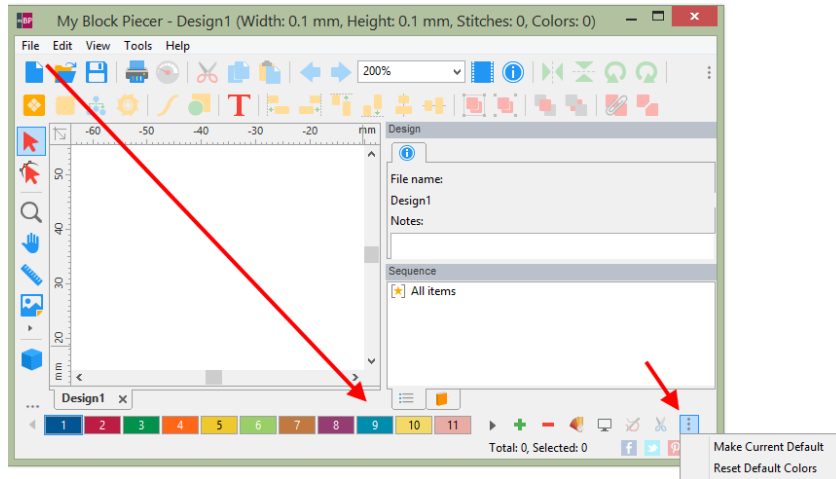 BP My Block Piecer - Design1 (Width: 0.1 mm, Height: 0.1 mm, Stitches: 0, Colors: 0)
File Edit View Tools Help
200%
T
-60 -50 -40 -30 -20 mm
Design
50
File name:
Design1
Notes:
40
Sequence
30
All items
20
mm
Design1 x
1 2 3 4 5 6 7 8 9 10 11
Total: 0, Selected: 0
Make Current Default
Reset Default Colors